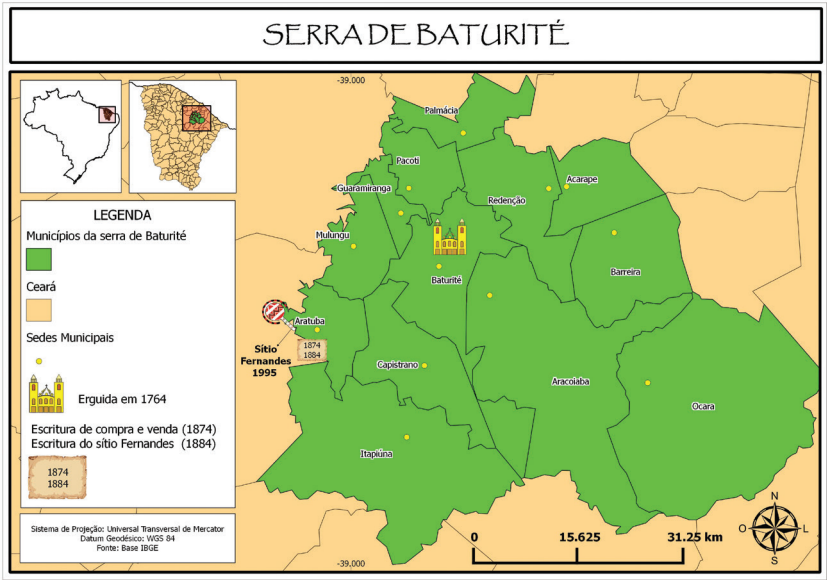 SERRA DE BATURITÉ
-39.000
Palmácia
Pacoti
Acarape
Guaramiranga
Redenção
Mulungu
Barreira
Baturité
Aratuba
1874
1884
Sítio
Fernandes
1995
Capistrano
Aracoiaba
Ocara
Itapiúna
-39.000
LEGENDA
Municípios da serra de Baturité
Ceará
Sedes Municipais
Erguida em 1764
Escritura de compra e venda (1874)
Escritura do sítio Fernandes (1884)
1874
1884
Sistema de Projeção: Universal Transversal de Mercator
Datum Geodésico: WGS 84
Fonte: Base IBGE
0 15.625 31.25 km
N
O L
S